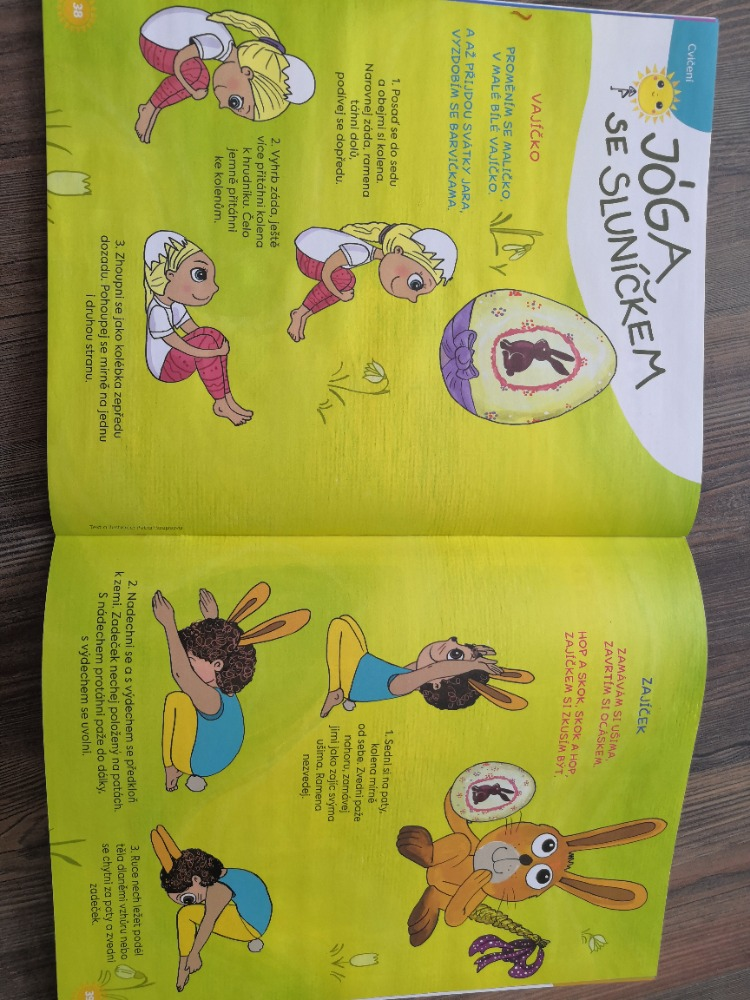 Cvičení
JÓGA
SE SLUNÍČKEM
VAJÍČKO
PROMĚNÍM SE MALIČKO,
V MALÉ BÍLÉ VAJÍČKO.
A AŽ PŘIJDOU SVÁTKY JARA,
VYZDOBÍM SE BARVIČKAMA.
1. Posaď se do sedu
a obejmi si kolena.
Narovnej záda, ramena
táhni dolů,
podívej se dopředu.
2. Vyhrb záda, ještě
více přitáhni kolena
k hrudníku. Čelo
jemně přitáhni
ke kolenům.
3. Zhoupni se jako kolébka zepředu
dozadu. Pohoupej se mírně na jednu
i druhou stranu.
38
ZAJÍČEK
ZAMÁVÁM SI UŠIMA,
ZAVRTÍM SI OCÁSKEM.
HOP A SKOK, SKOK A HOP,
ZAJÍČKEM SI ZKUSÍM BÝT.
1. Sedni si na paty,
kolena mírně
od sebe. Zvedni paže
nahoru, zamávej
jimi jako zajíc svýma
ušima. Ramena
nezvedej.
2. Nadechni se a s výdechem se předkloň
k zemi. Zadeček nechej položený na patách.
S nádechem protáhni paže do dálky,
s výdechem se uvolni.
3. Ruce nech ležet podél
těla dlaněmi vzhůru nebo
se chytni za paty a zvedni
zadeček.
39